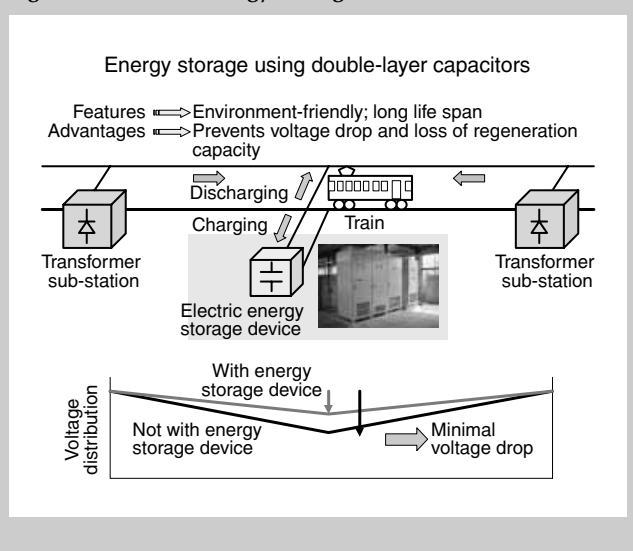 Energy storage using double-layer capacitors
Features Environment-friendly; long life span
Advantages Prevents voltage drop and loss of regeneration
capacity
Discharging
Charging
Train
Transformer
sub-station
Transformer
sub-station
Electric energy
storage device
With energy
storage device
Voltage
distribution
Not with energy
storage device
Minimal
voltage drop